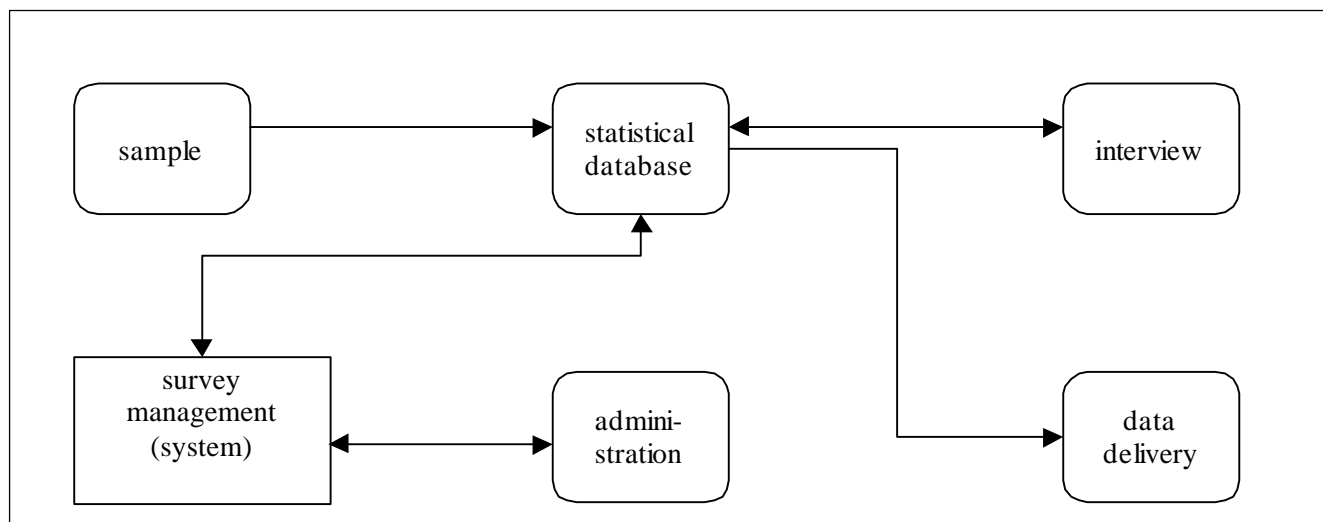 sample
statistical
database
interview
survey
management
(system)
admini-
stration
data
delivery